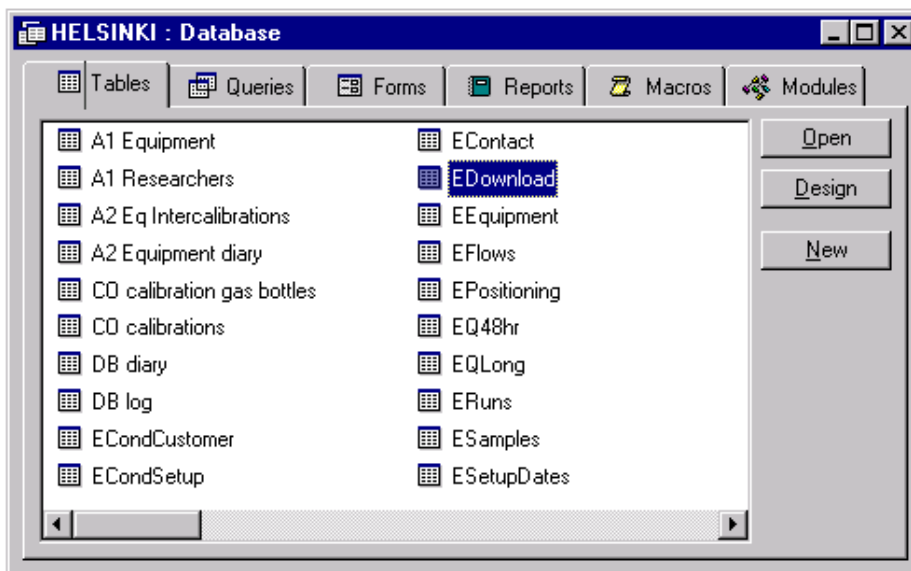 HELSINKI : Database
Tables Queries Forms Reports Macros Modules
A1 Equipment
A1 Researchers
A2 Eq Intercalibrations
A2 Equipment diary
CO calibration gas bottles
CO calibrations
DB diary
DB log
ECondCustomer
ECondSetup
EContact
EDownload
EEquipment
EFlows
EPositioning
EQ48hr
EQLong
ERuns
ESamples
ESetupDates
Open
Design
New